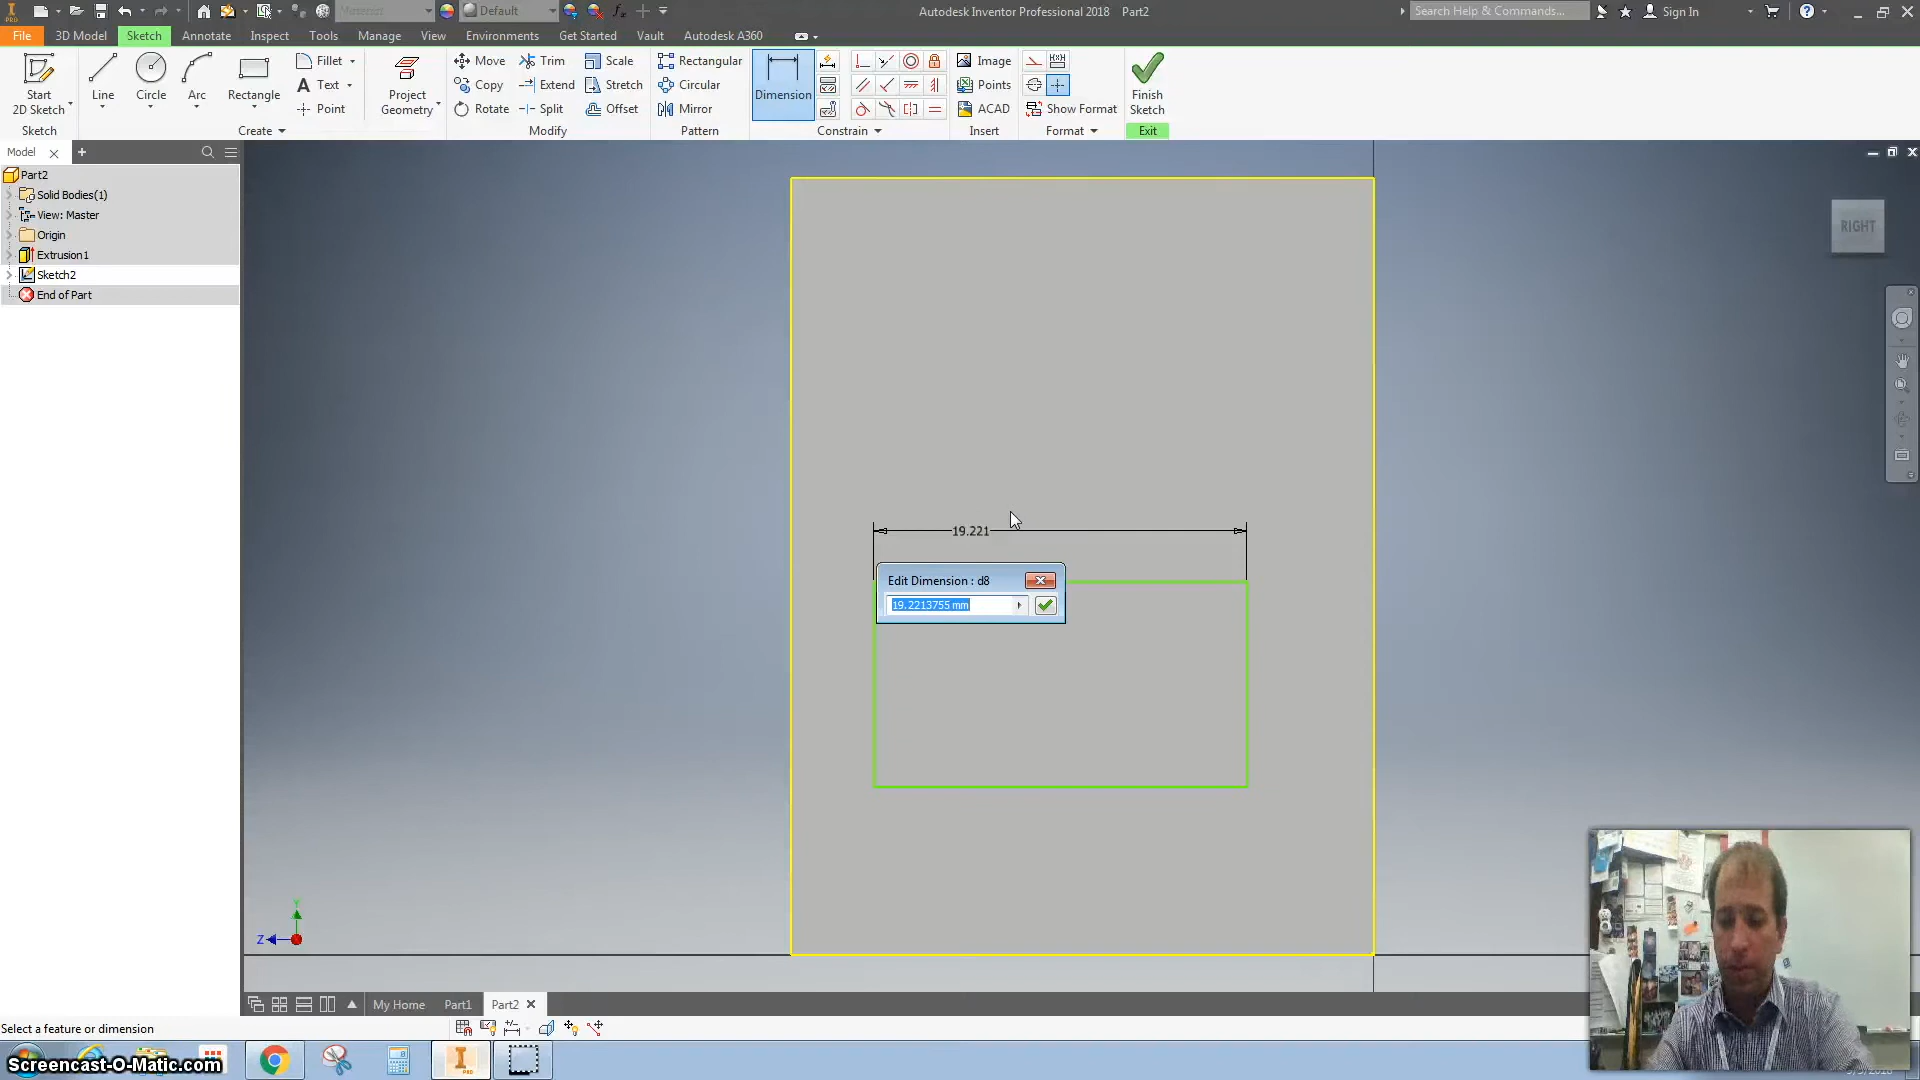 Autodesk Inventor Professional 2018 Part2
Material
Default
Search Help & Commands...
Sign In
File 3D Model Sketch Annotate Inspect Tools Manage View Environments Get Started Vault Autodesk A360
Start 2D Sketch
Line
Circle
Arc
Rectangle
Fillet
Text
Point
Project Geometry
Move
Copy
Rotate
Trim
Extend
Split
Scale
Stretch
Offset
Rectangular
Circular
Mirror
Dimension
Image
Points
ACAD
Show Format
Finish Sketch
Sketch
Create
Modify
Pattern
Constrain
Insert
Format
Exit
Model
Part2
Solid Bodies(1)
View: Master
Origin
Extrusion1
Sketch2
End of Part
RIGHT
19.221
Edit Dimension : d8
19.2213755 mm
Y
Z
My Home Part1 Part2
Select a feature or dimension
Screencast-O-Matic.com